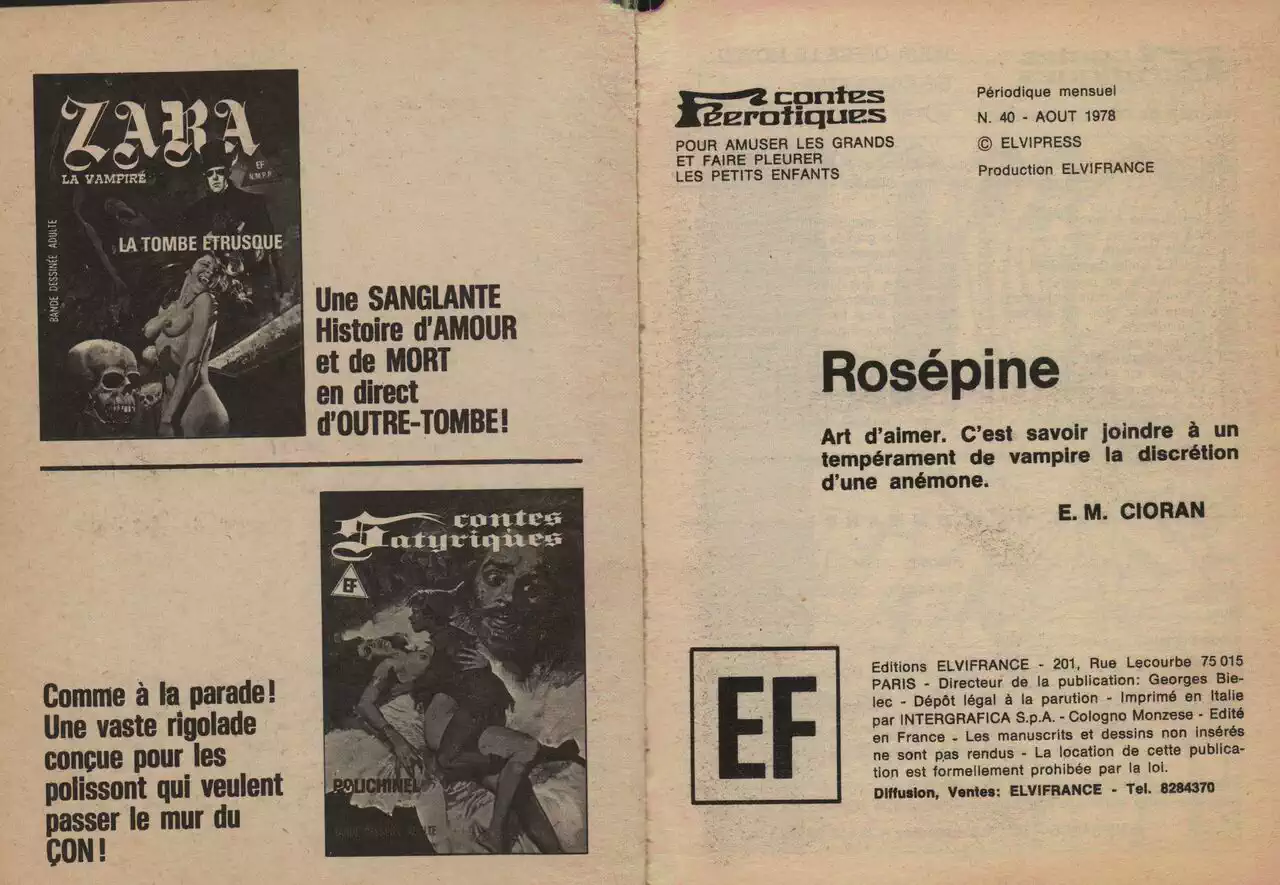 ZARA
LA VAMPIRE
EF
N.M.P.P.
LA TOMBE ETRUSQUE
BANDE DESSINÉE ADULTE
Une SANGLANTE
Histoire d'AMOUR
et de MORT
en direct
d'OUTRE-TOMBE!
contes
Satyriques
EF
POLICHINEL
BANDE DESSINÉE ADULTE
Comme à la parade!
Une vaste rigolade
conçue pour les
polissont qui veulent
passer le mur du
ÇON!
contes
Féerotiques
POUR AMUSER LES GRANDS
ET FAIRE PLEURER
LES PETITS ENFANTS
Périodique mensuel
N. 40 - AOUT 1978
© ELVIPRESS
Production ELVIFRANCE
Rosépine
Art d'aimer. C'est savoir joindre à un
tempérament de vampire la discrétion
d'une anémone.
E. M. CIORAN
EF
Editions ELVIFRANCE - 201, Rue Lecourbe 75 015
PARIS - Directeur de la publication: Georges Bie-
lec - Dépôt légal à la parution - Imprimé en Italie
par INTERGRAFICA S.p.A. - Cologno Monzese - Edité
en France - Les manuscrits et dessins non insérés
ne sont pas rendus - La location de cette publica-
tion est formellement prohibée par la loi.
Diffusion, Ventes: ELVIFRANCE - Tel. 8284370